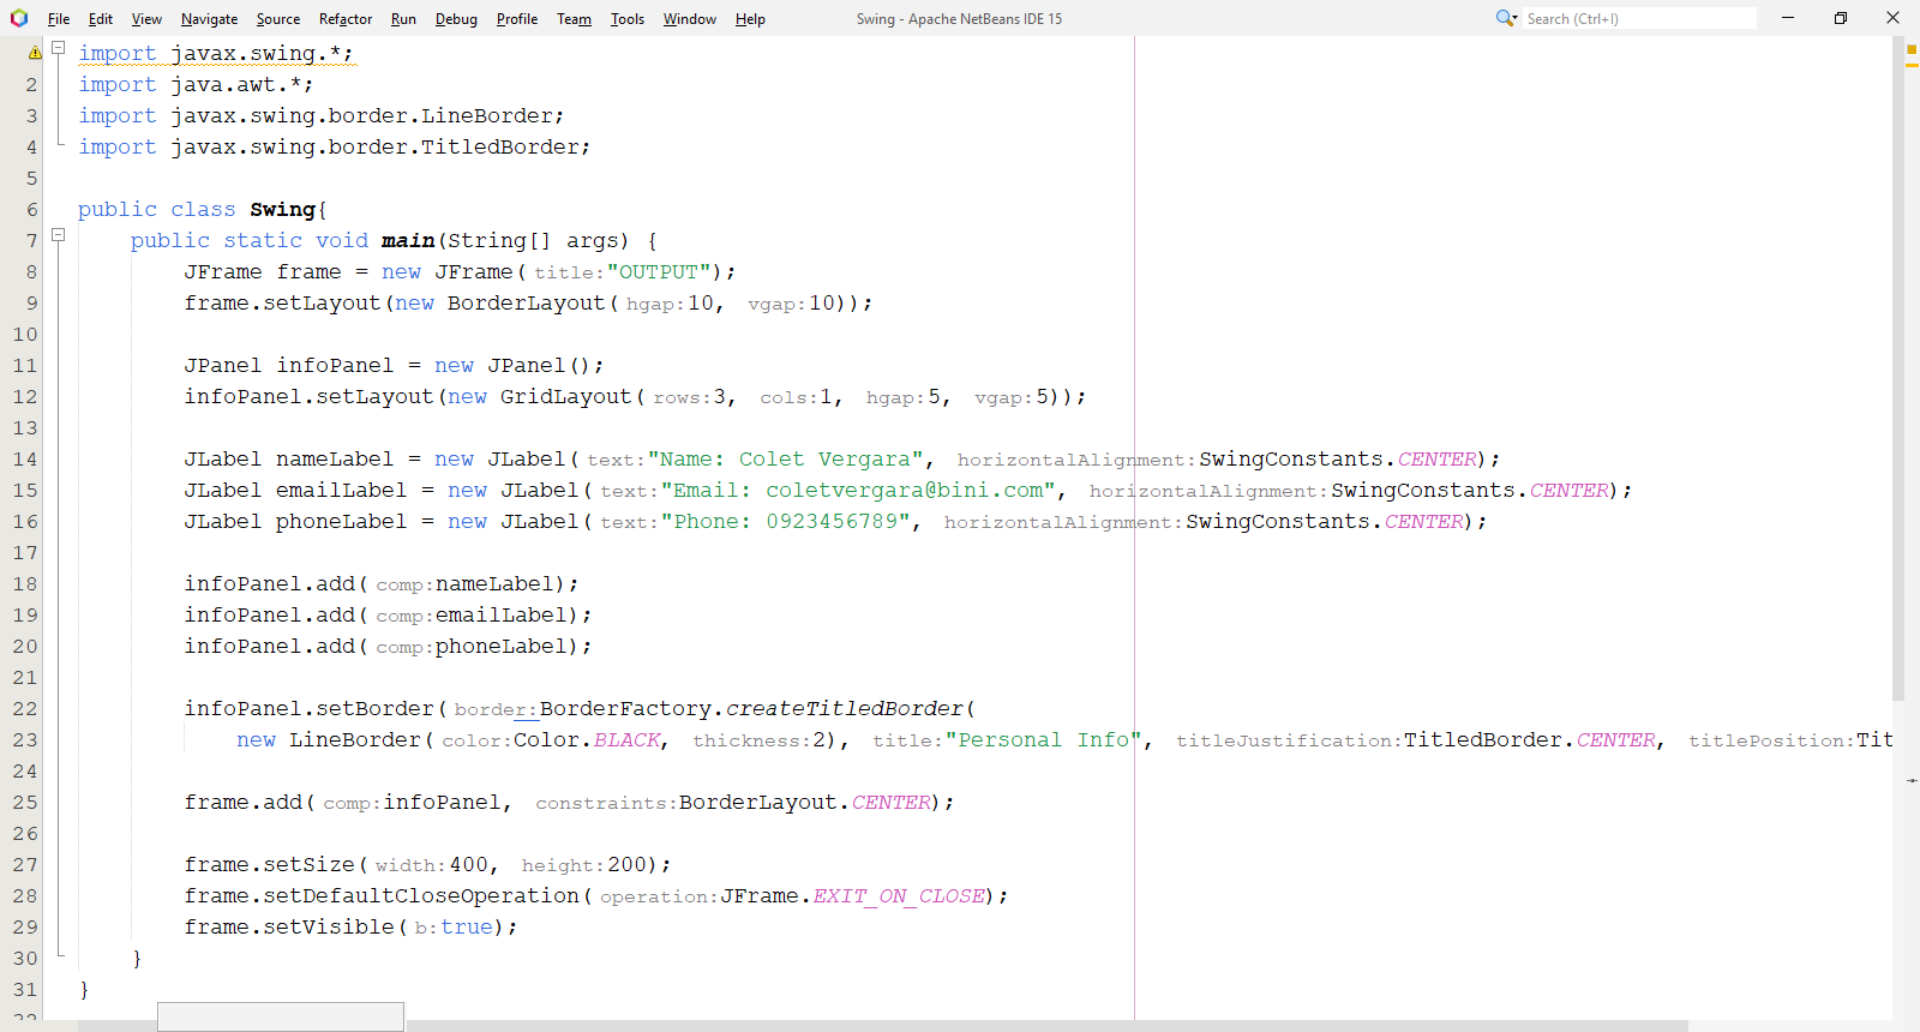 File Edit View Navigate Source Refactor Run Debug Profile Team Tools Window Help Swing - Apache NetBeans IDE 15 Search (Ctrl+I)
import javax.swing.*;
2 import java.awt.*;
3 import javax.swing.border.LineBorder;
4 import javax.swing.border.TitledBorder;
5
6 public class Swing{
7 public static void main(String[] args) {
8 JFrame frame = new JFrame( title:"OUTPUT");
9 frame.setLayout(new BorderLayout( hgap:10, vgap:10));
10
11 JPanel infoPanel = new JPanel();
12 infoPanel.setLayout(new GridLayout( rows:3, cols:1, hgap:5, vgap:5));
13
14 JLabel nameLabel = new JLabel( text:"Name: Colet Vergara", horizontalAlignment:SwingConstants.CENTER);
15 JLabel emailLabel = new JLabel( text:"Email: coletvergara@bini.com", horizontalAlignment:SwingConstants.CENTER);
16 JLabel phoneLabel = new JLabel( text:"Phone: 0923456789", horizontalAlignment:SwingConstants.CENTER);
17
18 infoPanel.add( comp:nameLabel);
19 infoPanel.add( comp:emailLabel);
20 infoPanel.add( comp:phoneLabel);
21
22 infoPanel.setBorder( border:BorderFactory.createTitledBorder(
23 new LineBorder( color:Color.BLACK, thickness:2), title:"Personal Info", titleJustification:TitledBorder.CENTER, titlePosition:Tit
24
25 frame.add( comp:infoPanel, constraints:BorderLayout.CENTER);
26
27 frame.setSize( width:400, height:200);
28 frame.setDefaultCloseOperation( operation:JFrame.EXIT_ON_CLOSE);
29 frame.setVisible( b:true);
30 }
31 }